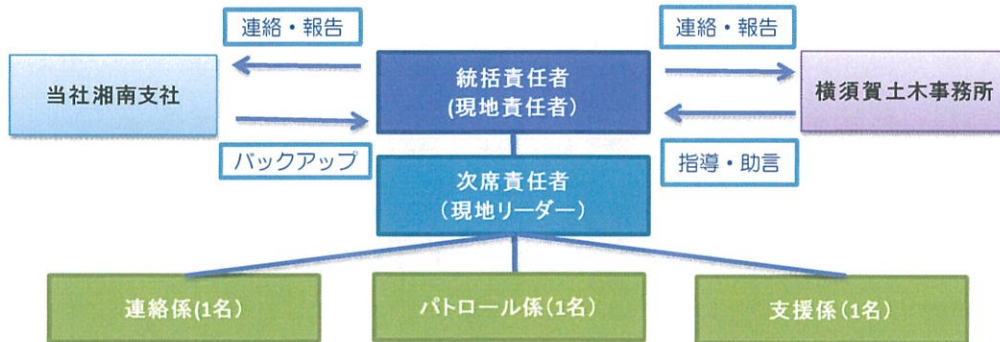 連絡・報告
連絡・報告
当社湘南支社
統括責任者
(現地責任者)
横須賀土木事務所
バックアップ
指導・助言
次席責任者
(現地リーダー)
連絡係(1名)
パトロール係(1名)
支援係(1名)